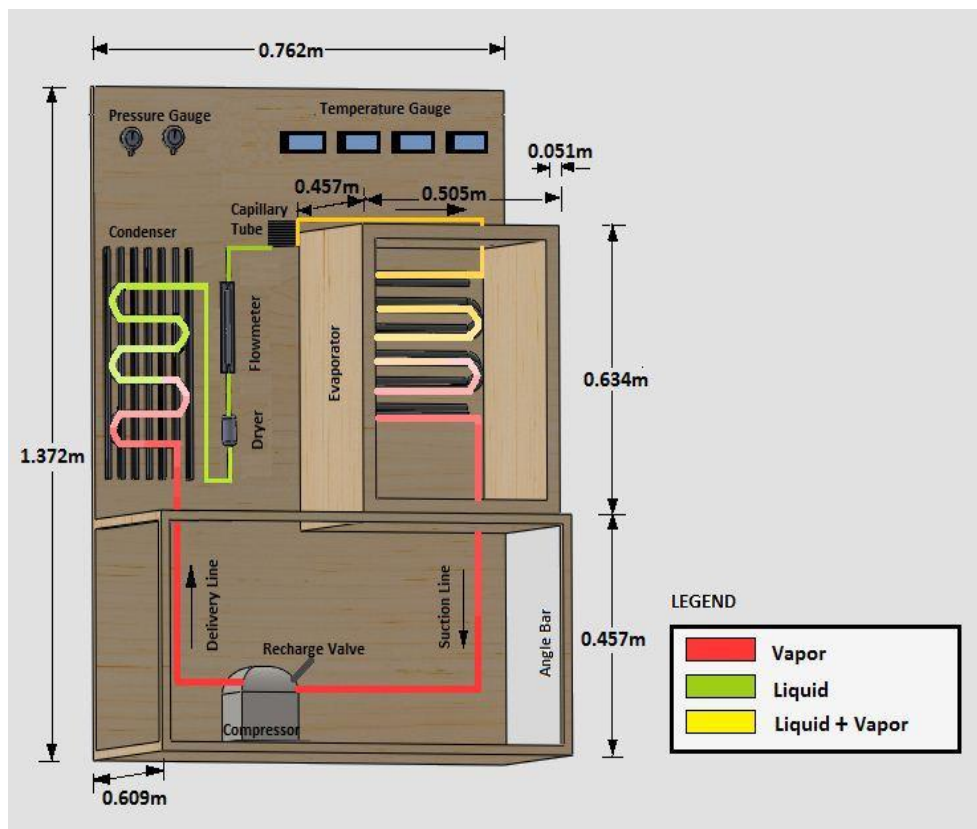 0.762m
Pressure Gauge
Temperature Gauge
0.051m
0.457m
0.505m
Capillary
Tube
Condenser
Flowmeter
Evaporator
Dryer
0.634m
1.372m
Delivery Line
Suction Line
Angle Bar
0.457m
Recharge Valve
Compressor
0.609m
LEGEND
Vapor
Liquid
Liquid + Vapor